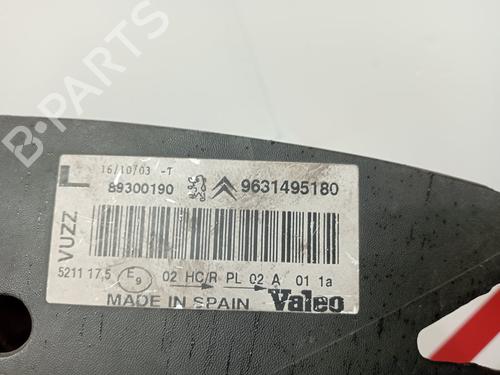 B-PARTS
L
VUZZ
16/10/03 -T
89300190
9631495180
5211 17.5 E9 02 HC/R PL 02 A 01 1a
MADE IN SPAIN
Valeo